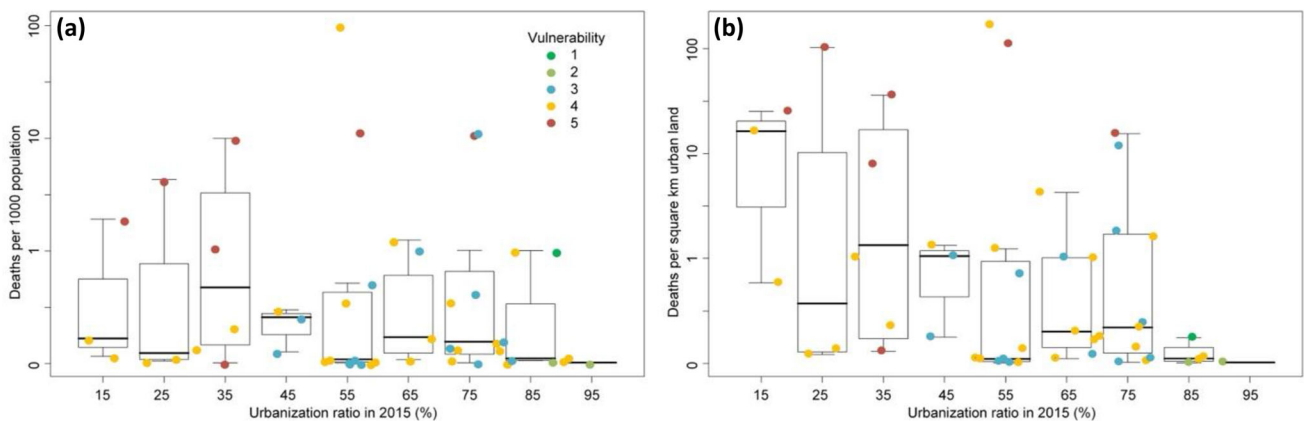 (a)
Deaths per 1000 population
100
10
1
0
Vulnerability
1
2
3
4
5
15 25 35 45 55 65 75 85 95
Urbanization ratio in 2015 (%)
(b)
Deaths per square km urban land
100
10
1
0
15 25 35 45 55 65 75 85 95
Urbanization ratio in 2015 (%)